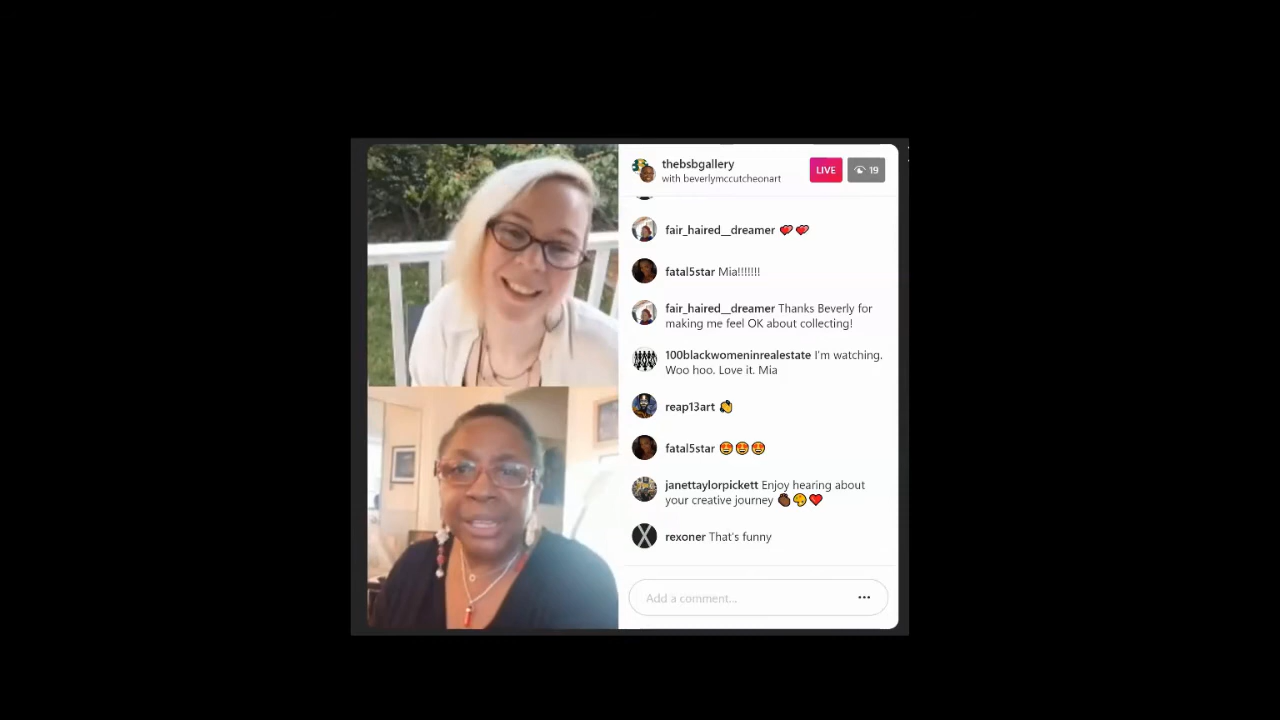 thebsbgallery
with beverlymccutcheonart
LIVE
19
fair_haired__dreamer
fatal5star Mia!!!!!!!
fair_haired__dreamer Thanks Beverly for
making me feel OK about collecting!
100blackwomeninrealestate I'm watching.
Woo hoo. Love it. Mia
reap13art
fatal5star
janettaylorpickett Enjoy hearing about
your creative journey
rexoner That's funny
Add a comment...